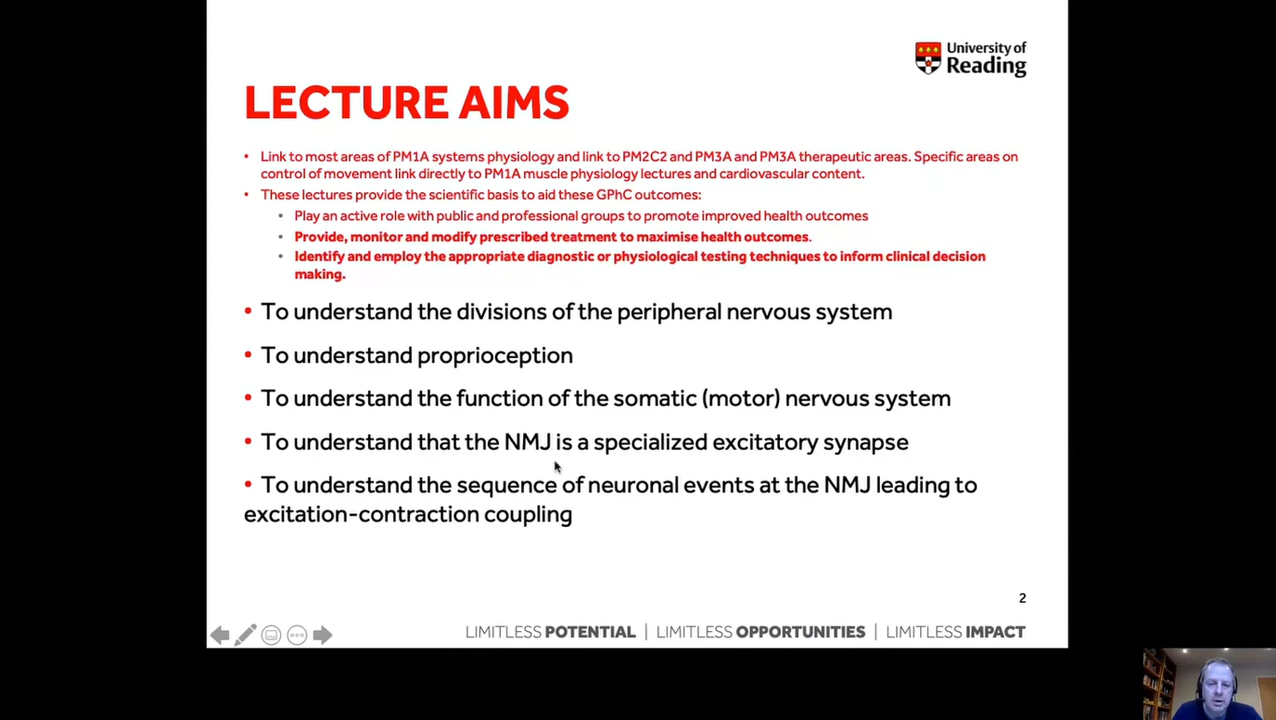 University of
Reading
LECTURE AIMS
• Link to most areas of PM1A systems physiology and link to PM2C2 and PM3A and PM3A therapeutic areas. Specific areas on
control of movement link directly to PM1A muscle physiology lectures and cardiovascular content.
• These lectures provide the scientific basis to aid these GPhC outcomes:
• Play an active role with public and professional groups to promote improved health outcomes
• Provide, monitor and modify prescribed treatment to maximise health outcomes.
• Identify and employ the appropriate diagnostic or physiological testing techniques to inform clinical decision
making.
• To understand the divisions of the peripheral nervous system
• To understand proprioception
• To understand the function of the somatic (motor) nervous system
• To understand that the NMJ is a specialized excitatory synapse
• To understand the sequence of neuronal events at the NMJ leading to
excitation-contraction coupling
2
LIMITLESS POTENTIAL | LIMITLESS OPPORTUNITIES | LIMITLESS IMPACT